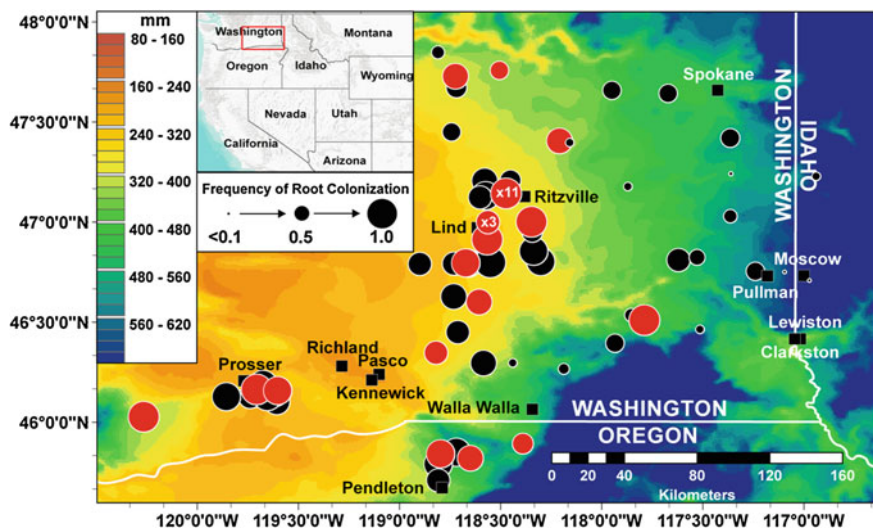 mm
80 - 160
160 - 240
240 - 320
320 - 400
400 - 480
480 - 560
560 - 620
48°0'0"N
47°30'0"N
47°0'0"N
46°30'0"N
46°0'0"N
Washington
Montana
Oregon
Idaho
Wyoming
Nevada
Utah
California
Arizona
Frequency of Root Colonization
<0.1
0.5
1.0
Spokane
WASHINGTON
IDAHO
x11
Ritzville
x3
Lind
Moscow
Pullman
Lewiston
Clarkston
Richland
Prosser
Pasco
Kennewick
Walla Walla
WASHINGTON
OREGON
Pendleton
0 20 40 80 120 160
Kilometers
120°0'0"W
119°30'0"W
119°0'0"W
118°30'0"W
118°0'0"W
117°30'0"W
117°0'0"W